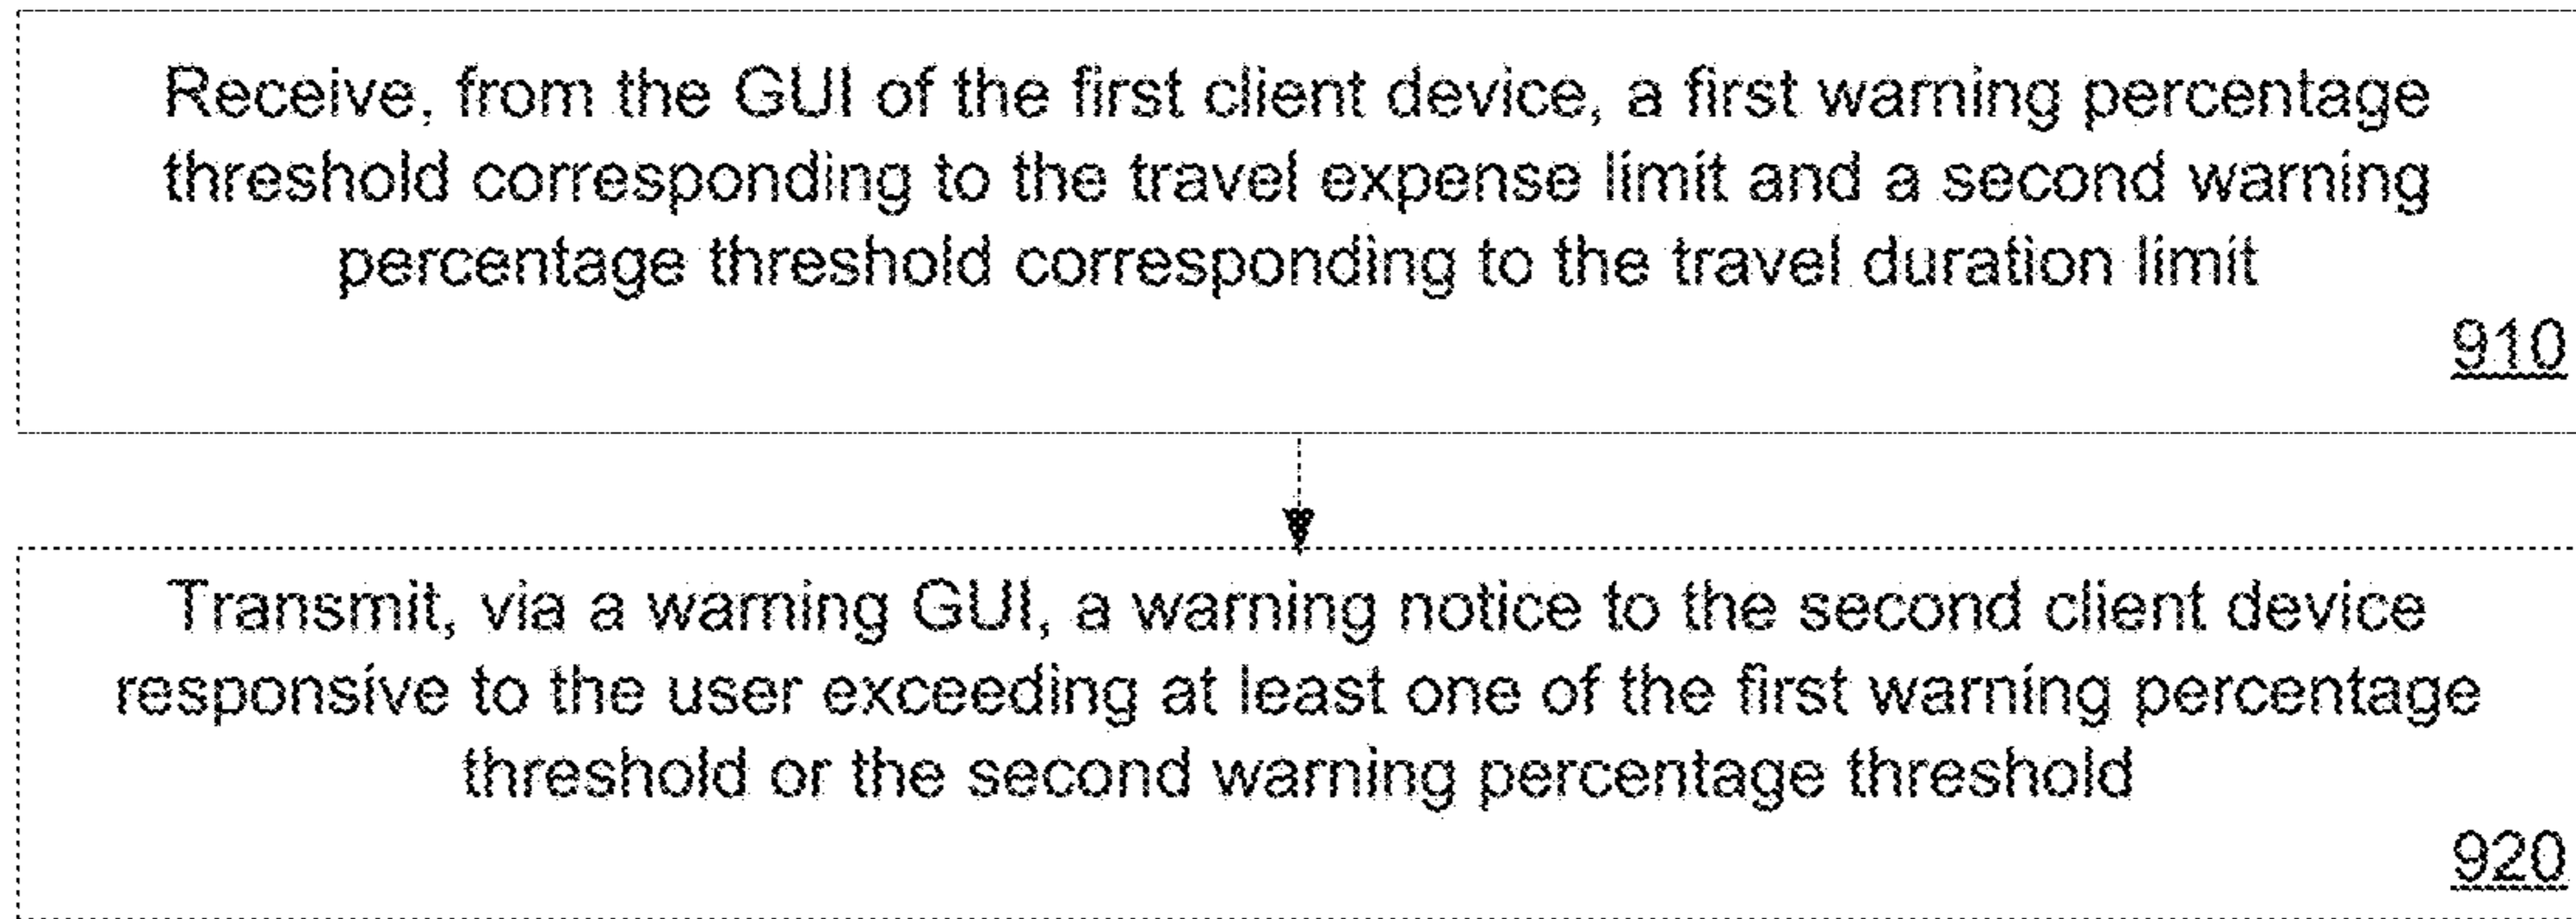 Receive, from the GUI of the first client device, a first warning percentage
threshold corresponding to the travel expense limit and a second warning
percentage threshold corresponding to the travel duration limit
910
Transmit, via a warning GUI, a warning notice to the second client device
responsive to the user exceeding at least one of the first warning percentage
threshold or the second warning percentage threshold
920